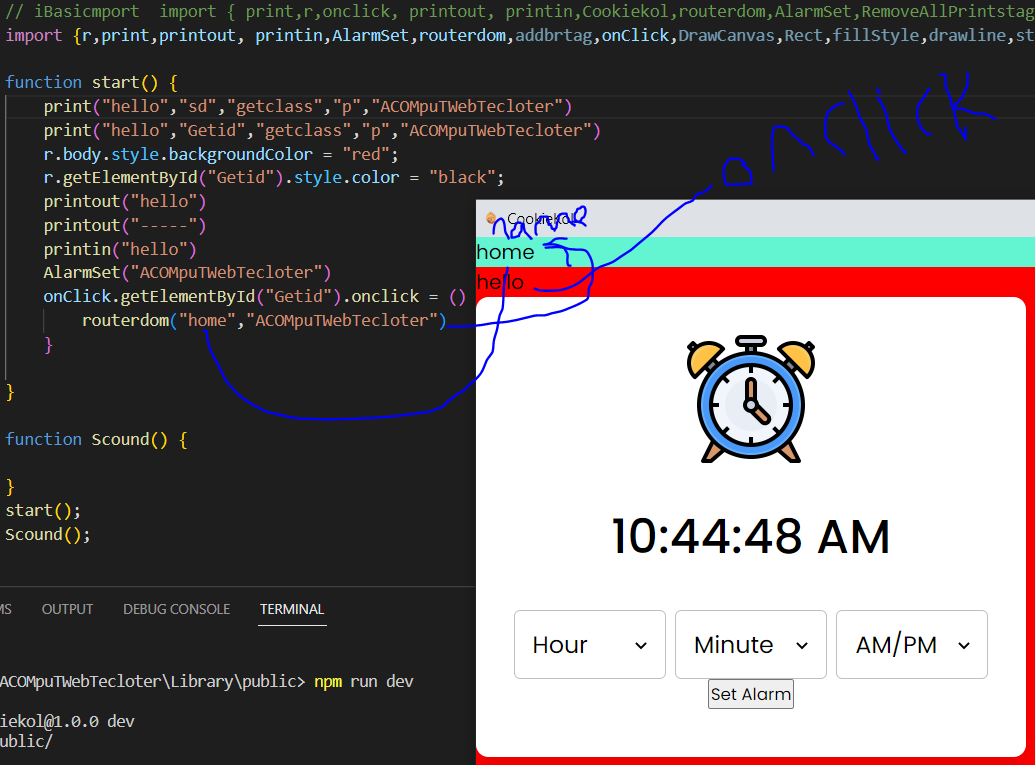 // iBasicmport  import { print,r,onclick, printout, printin,Cookiekol,routerdom,AlarmSet,RemoveAllPrintstag
import {r,print,printout, printin,AlarmSet,routerdom,addbrtag,onClick,DrawCanvas,Rect,fillStyle,drawline,st
function start() {
print("hello","sd","getclass","p","ACOMpuTWebTecloter")
print("hello","Getid","getclass","p","ACOMpuTWebTecloter")
r.body.style.backgroundColor = "red";
r.getElementById("Getid").style.color = "black";
printout("hello")
printout("-----")
printin("hello")
AlarmSet("ACOMpuTWebTecloter")
onClick.getElementById("Getid").onclick = ()
routerdom("home","ACOMpuTWebTecloter")
}
}
function Scound() {
}
start();
Scound();
MS OUTPUT DEBUG CONSOLE TERMINAL
ACOMpuTWebTecloter\Library\public> npm run dev
iekol@1.0.0 dev
ublic/
onclick
CookieKol
name
home
hello
10:44:48 AM
Hour Minute AM/PM
Set Alarm